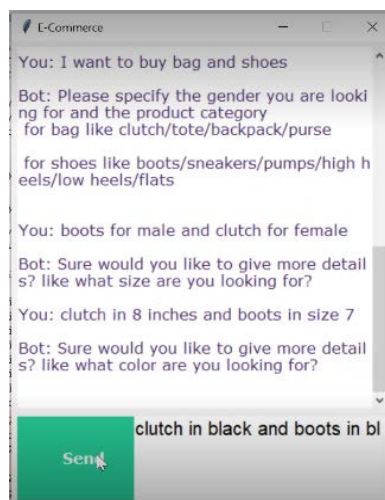 E-Commerce
You: I want to buy bag and shoes
Bot: Please specify the gender you are looki
ng for and the product category
for bag like clutch/tote/backpack/purse
for shoes like boots/sneakers/pumps/high h
eels/low heels/flats
You: boots for male and clutch for female
Bot: Sure would you like to give more detail
s? like what size are you looking for?
You: clutch in 8 inches and boots in size 7
Bot: Sure would you like to give more detail
s? like what color are you looking for?
Send
clutch in black and boots in bl